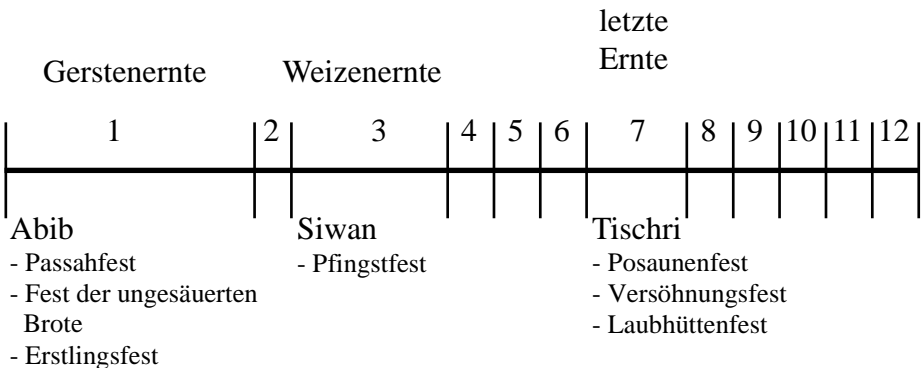 letzte
Ernte
Gerstenernte Weizenernte
1 2 3 4 5 6 7 8 9 10 11 12
Abib
- Passahfest
- Fest der ungesäuerten
Brote
- Erstlingsfest
Siwan
- Pfingstfest
Tischri
- Posaunenfest
- Versöhnungsfest
- Laubhüttenfest